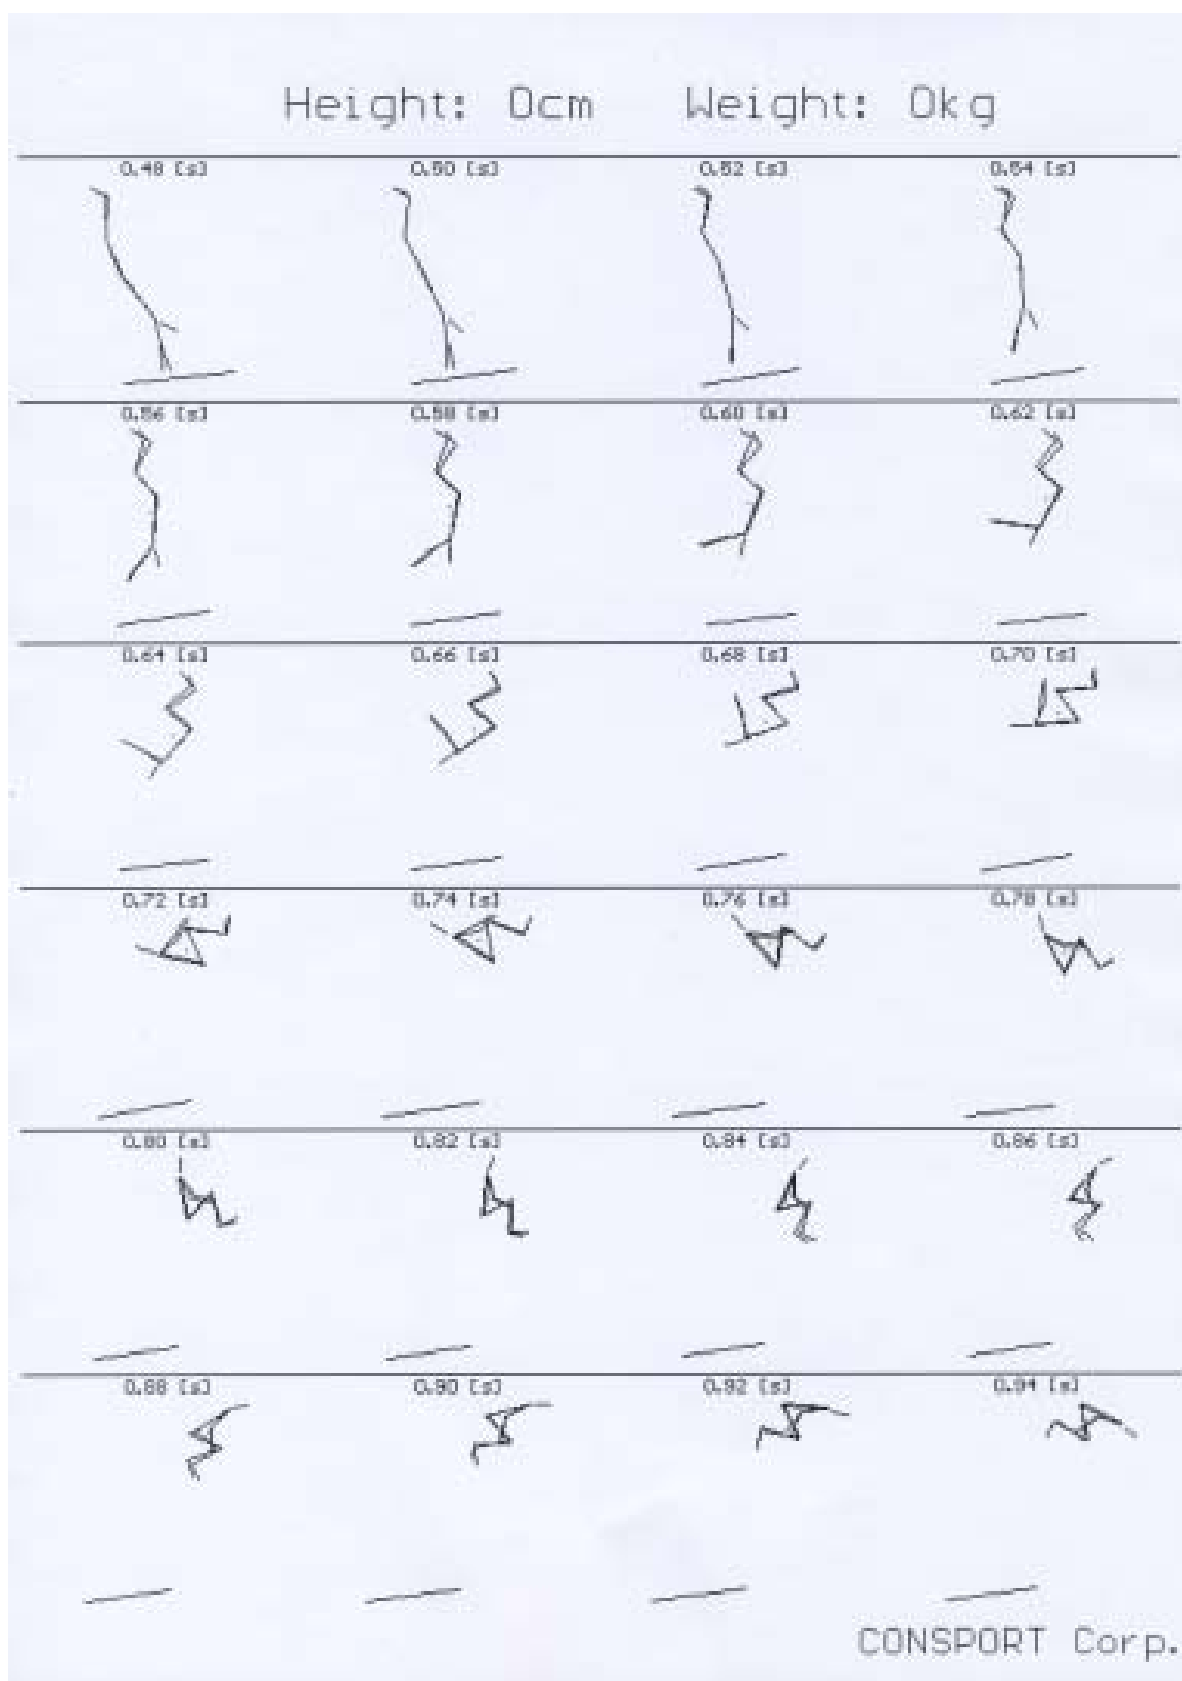 Height: 0cm Weight: 0kg
0.48 [s] 0.50 [s] 0.52 [s] 0.54 [s]
0.56 [s] 0.58 [s] 0.60 [s] 0.62 [s]
0.64 [s] 0.66 [s] 0.68 [s] 0.70 [s]
0.72 [s] 0.74 [s] 0.76 [s] 0.78 [s]
0.80 [s] 0.82 [s] 0.84 [s] 0.86 [s]
0.88 [s] 0.90 [s] 0.92 [s] 0.94 [s]
CONSPORT Corp.